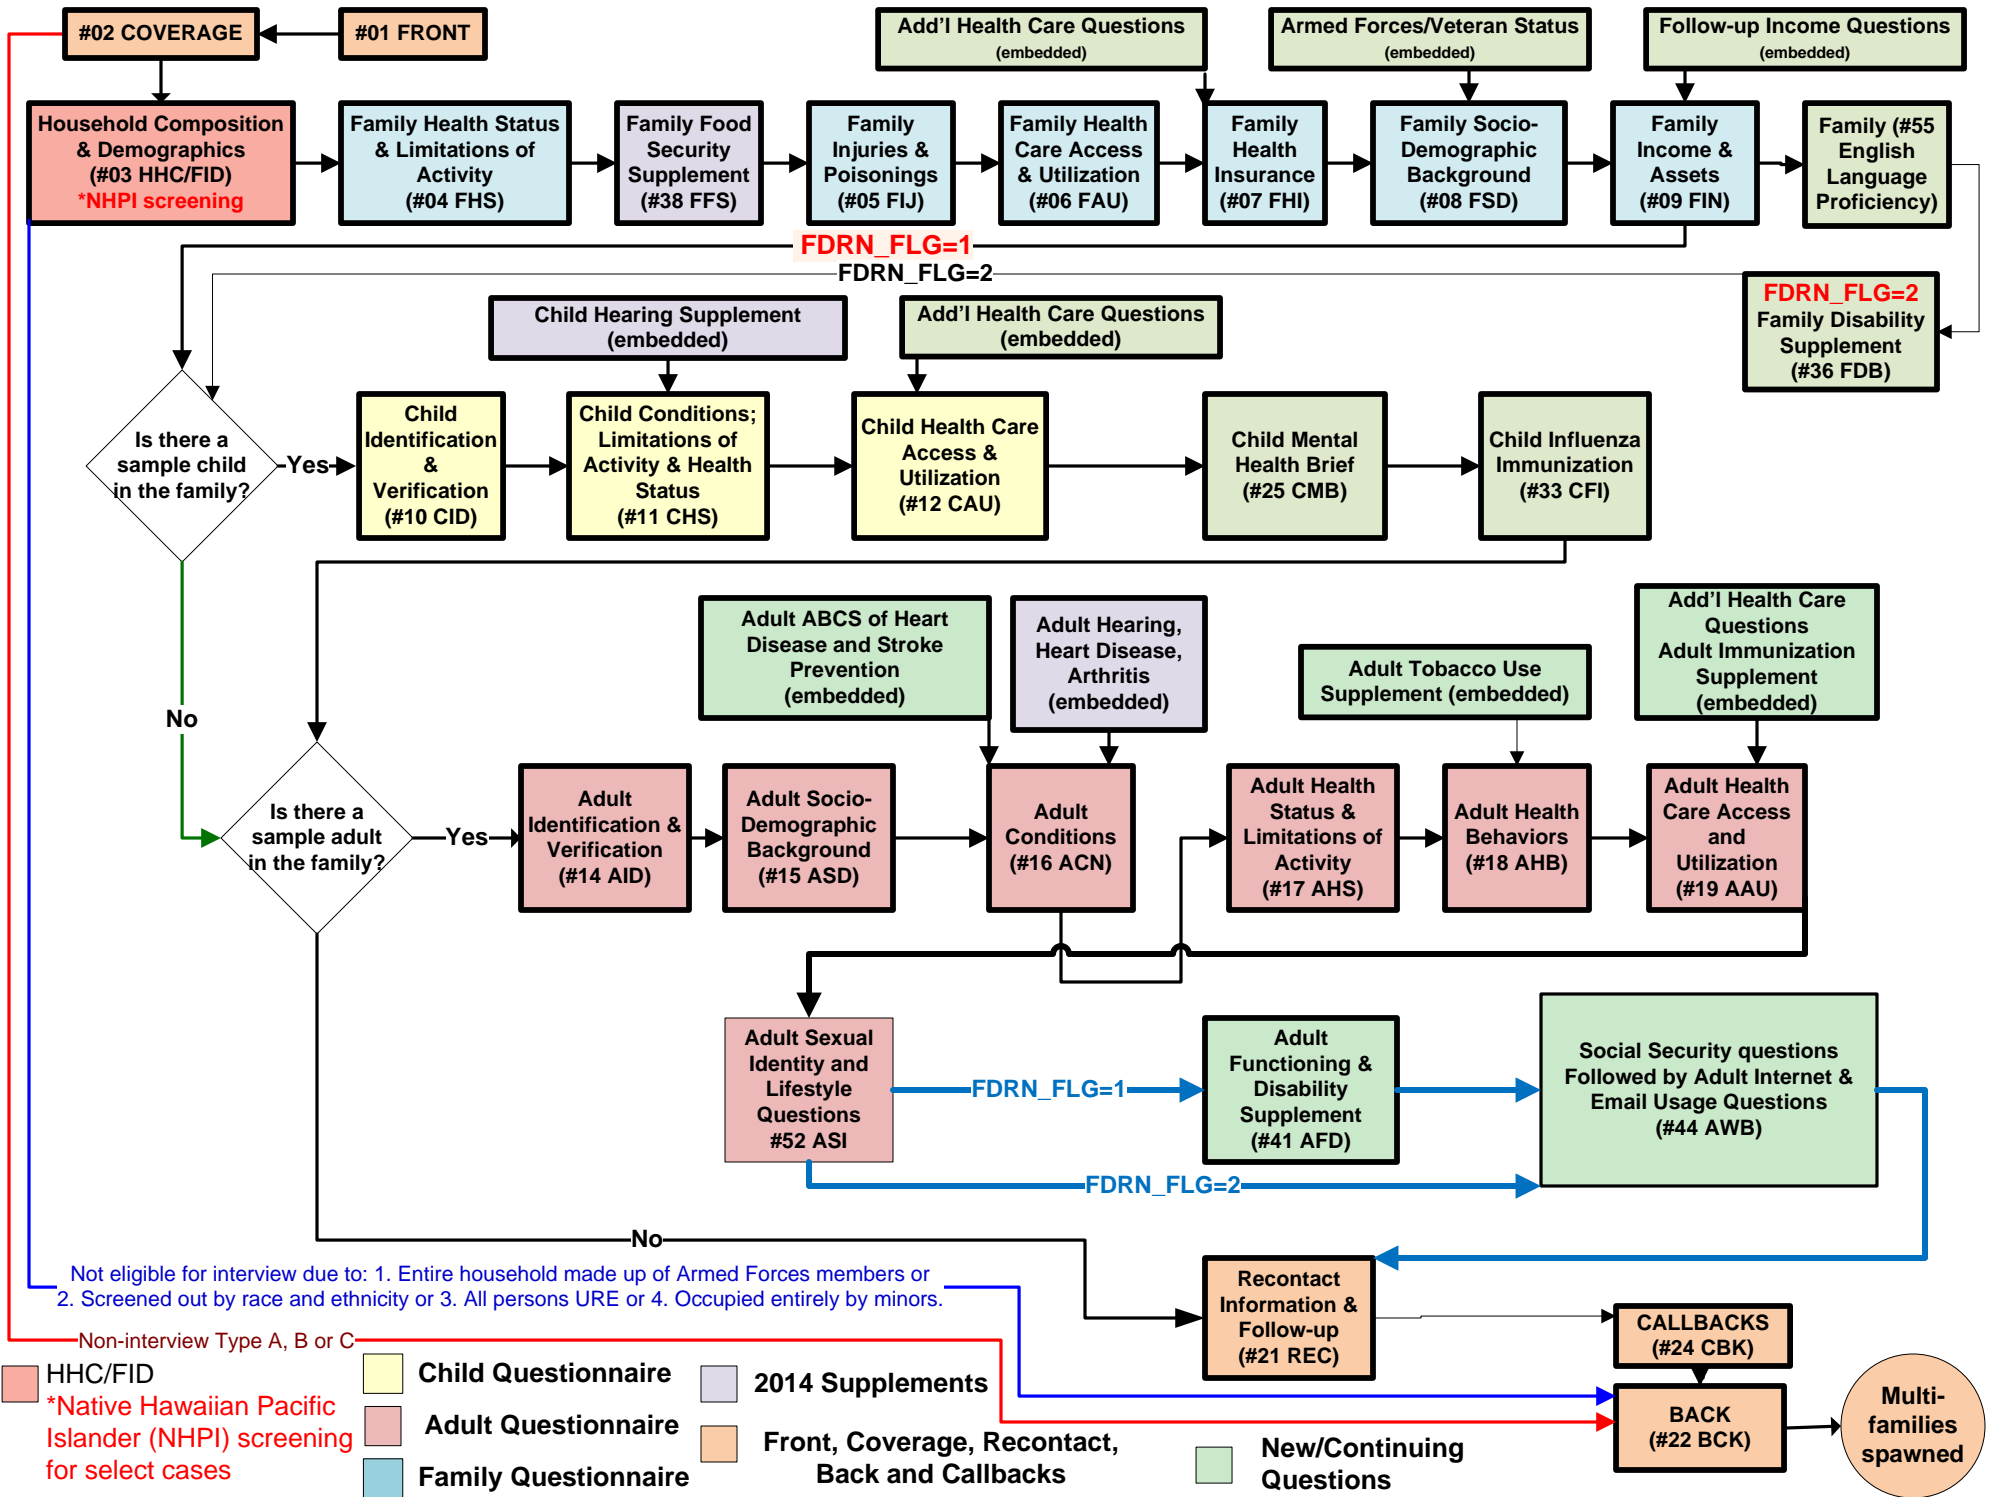 #02 COVERAGE
#01 FRONT
Add'l Health Care Questions
(embedded)
Armed Forces/Veteran Status
(embedded)
Follow-up Income Questions
(embedded)
Household Composition
& Demographics
(#03 HHC/FID)
*NHPI screening
Family Health Status
& Limitations of
Activity
(#04 FHS)
Family Food
Security
Supplement
(#38 FFS)
Family
Injuries &
Poisonings
(#05 FIJ)
Family Health
Care Access
& Utilization
(#06 FAU)
Family
Health
Insurance
(#07 FHI)
Family Socio-
Demographic
Background
(#08 FSD)
Family
Income &
Assets
(#09 FIN)
Family (#55
English
Language
Proficiency)
FDRN_FLG=1
FDRN_FLG=2
FDRN_FLG=2
Family Disability
Supplement
(#36 FDB)
Child Hearing Supplement
(embedded)
Add'l Health Care Questions
(embedded)
Is there a
sample child
in the family?
Yes
Child
Identification
&
Verification
(#10 CID)
Child Conditions;
Limitations of
Activity & Health
Status
(#11 CHS)
Child Health Care
Access &
Utilization
(#12 CAU)
Child Mental
Health Brief
(#25 CMB)
Child Influenza
Immunization
(#33 CFI)
No
Adult ABCS of Heart
Disease and Stroke
Prevention
(embedded)
Adult Hearing,
Heart Disease,
Arthritis
(embedded)
Adult Tobacco Use
Supplement (embedded)
Add'l Health Care
Questions
Adult Immunization
Supplement
(embedded)
Is there a
sample adult
in the family?
Yes
Adult
Identification &
Verification
(#14 AID)
Adult Socio-
Demographic
Background
(#15 ASD)
Adult
Conditions
(#16 ACN)
Adult Health
Status &
Limitations of
Activity
(#17 AHS)
Adult Health
Behaviors
(#18 AHB)
Adult Health
Care Access
and
Utilization
(#19 AAU)
Adult Sexual
Identity and
Lifestyle
Questions
#52 ASI
FDRN_FLG=1
Adult
Functioning &
Disability
Supplement
(#41 AFD)
Social Security questions
Followed by Adult Internet &
Email Usage Questions
(#44 AWB)
FDRN_FLG=2
No
Not eligible for interview due to: 1. Entire household made up of Armed Forces members or
2. Screened out by race and ethnicity or 3. All persons URE or 4. Occupied entirely by minors.
Recontact
Information &
Follow-up
(#21 REC)
CALLBACKS
(#24 CBK)
BACK
(#22 BCK)
Multi-
families
spawned
Non-interview Type A, B or C
HHC/FID
*Native Hawaiian Pacific
Islander (NHPI) screening
for select cases
Child Questionnaire
Adult Questionnaire
Family Questionnaire
2014 Supplements
Front, Coverage, Recontact,
Back and Callbacks
New/Continuing
Questions